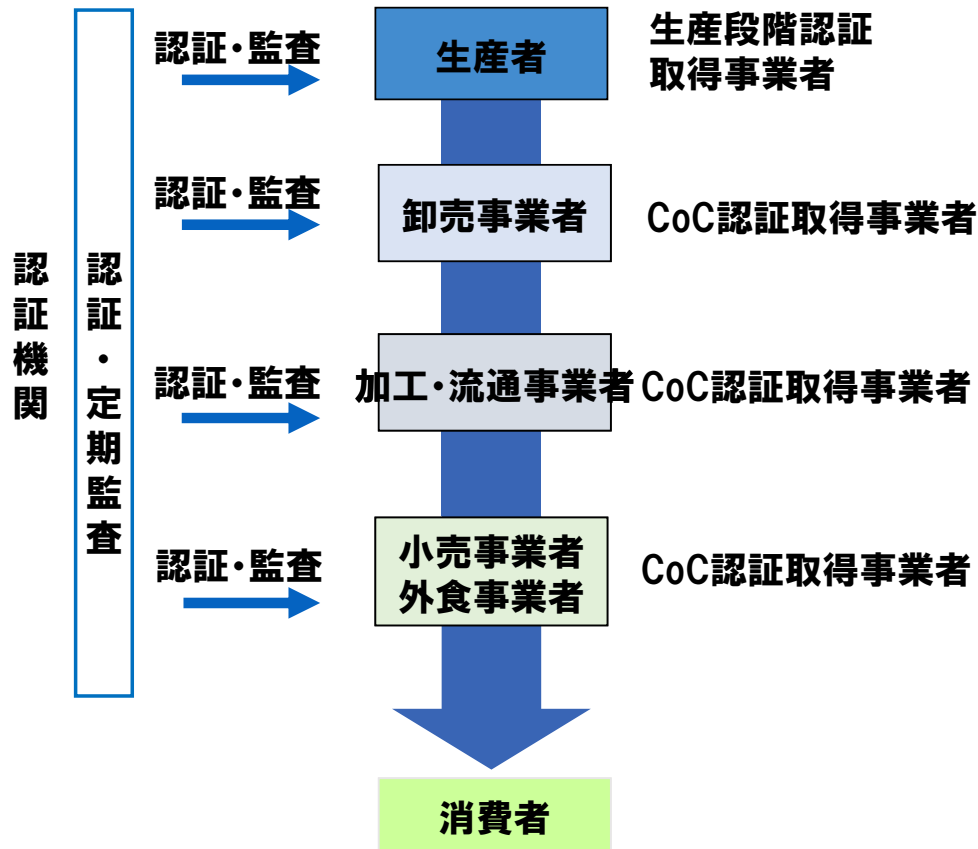 認証機関
認証・定期監査
認証・監査
生産者
生産段階認証
取得事業者
認証・監査
卸売事業者
CoC認証取得事業者
認証・監査
加工・流通事業者
CoC認証取得事業者
認証・監査
小売事業者
外食事業者
CoC認証取得事業者
消費者